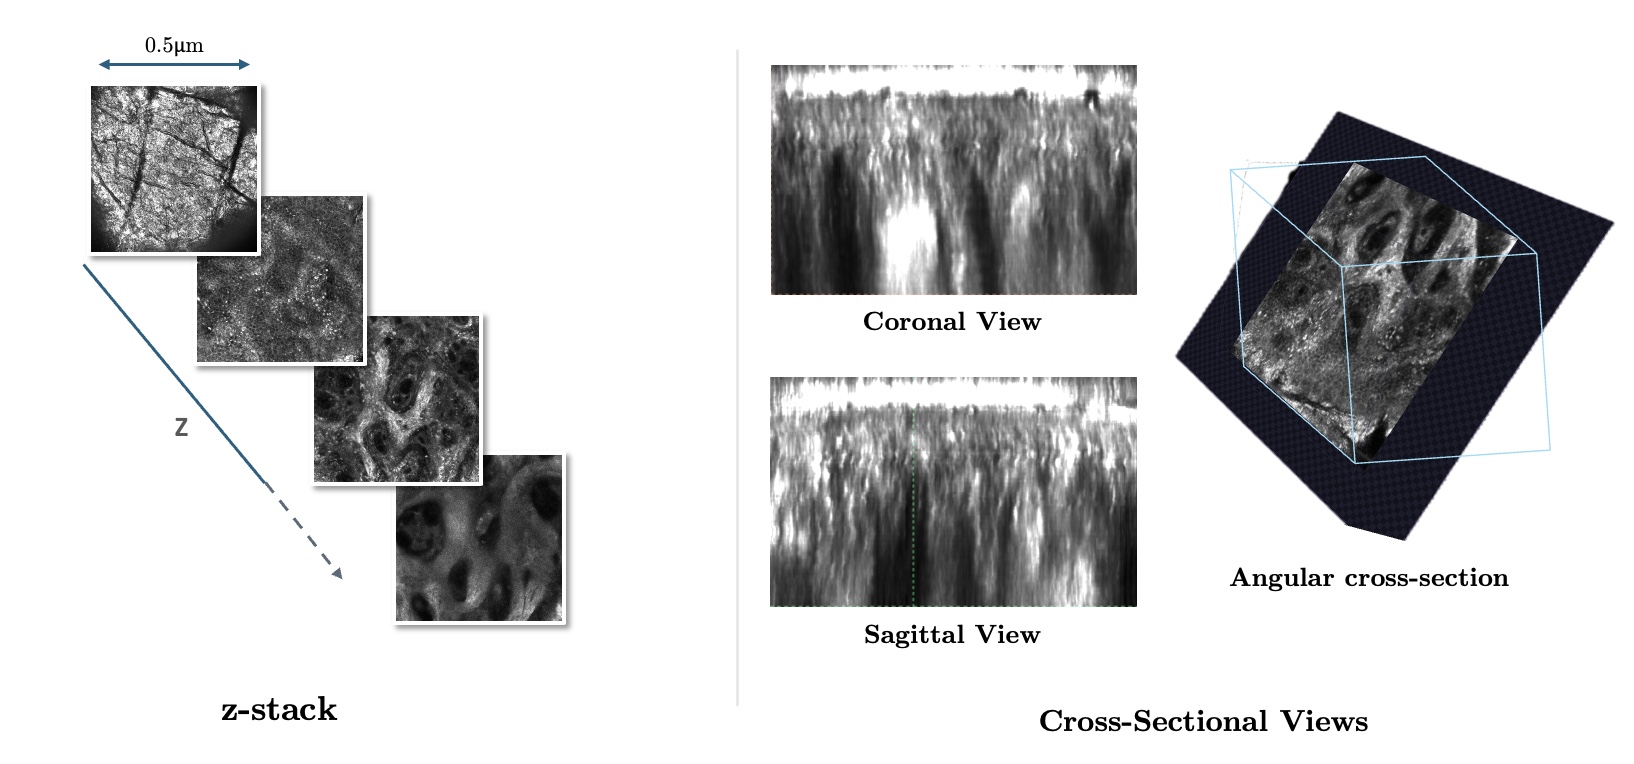 0.5µm
Z
z-stack
Coronal View
Sagittal View
Angular cross-section
Cross-Sectional Views